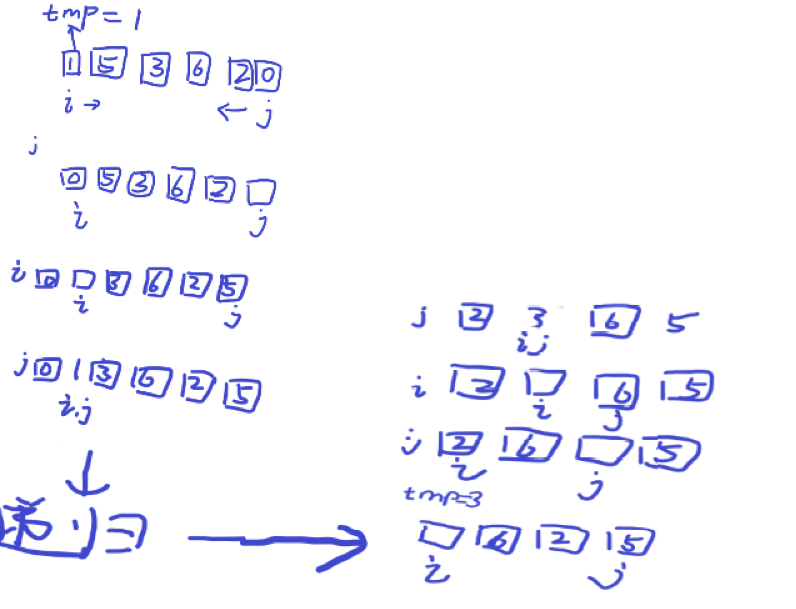 tmp = 1
1 5 3 6 2 0
i → ← j
j
0 5 3 6 2
i j
i 0 3 6 2 5
i j
j 0 1 3 6 2 5
i.j
递归
j 2 3 6 5
i j
i 2 6 5
i j
j 2 6 5
i j
tmp=3
6 2 5
i j